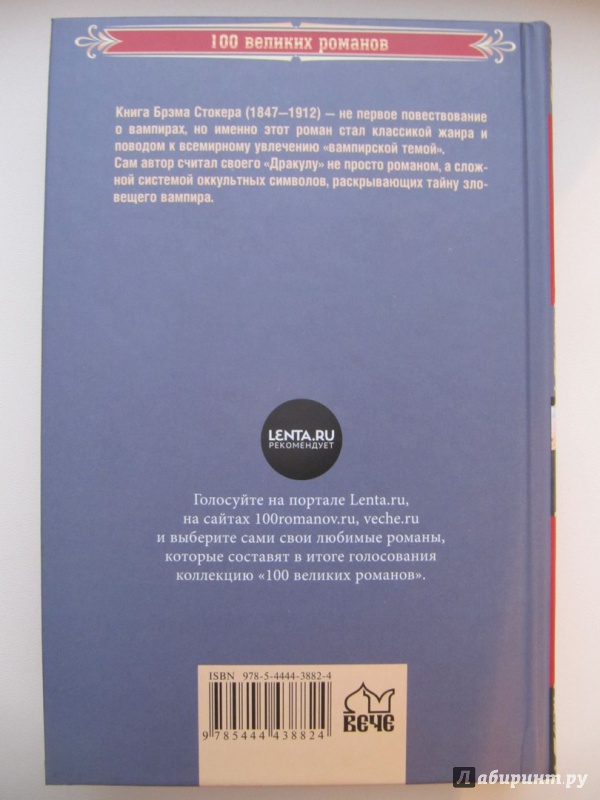 100 великих романов
Книга Брэма Стокера (1847—1912) — не первое повествование
о вампирах, но именно этот роман стал классикой жанра и
поводом к всемирному увлечению «вампирской темой».
Сам автор считал своего «Дракулу» не просто романом, а слож-
ной системой оккультных символов, раскрывающих тайну зло-
вещего вампира.
LENTA.RU
РЕКОМЕНДУЕТ
Голосуйте на портале Lenta.ru,
на сайтах 100romanov.ru, veche.ru
и выберите сами свои любимые романы,
которые составят в итоге голосования
коллекцию «100 великих романов».
ISBN 978-5-4444-3882-4
9 785444 438824
ВЕЧЕ
Лабиринт.ру